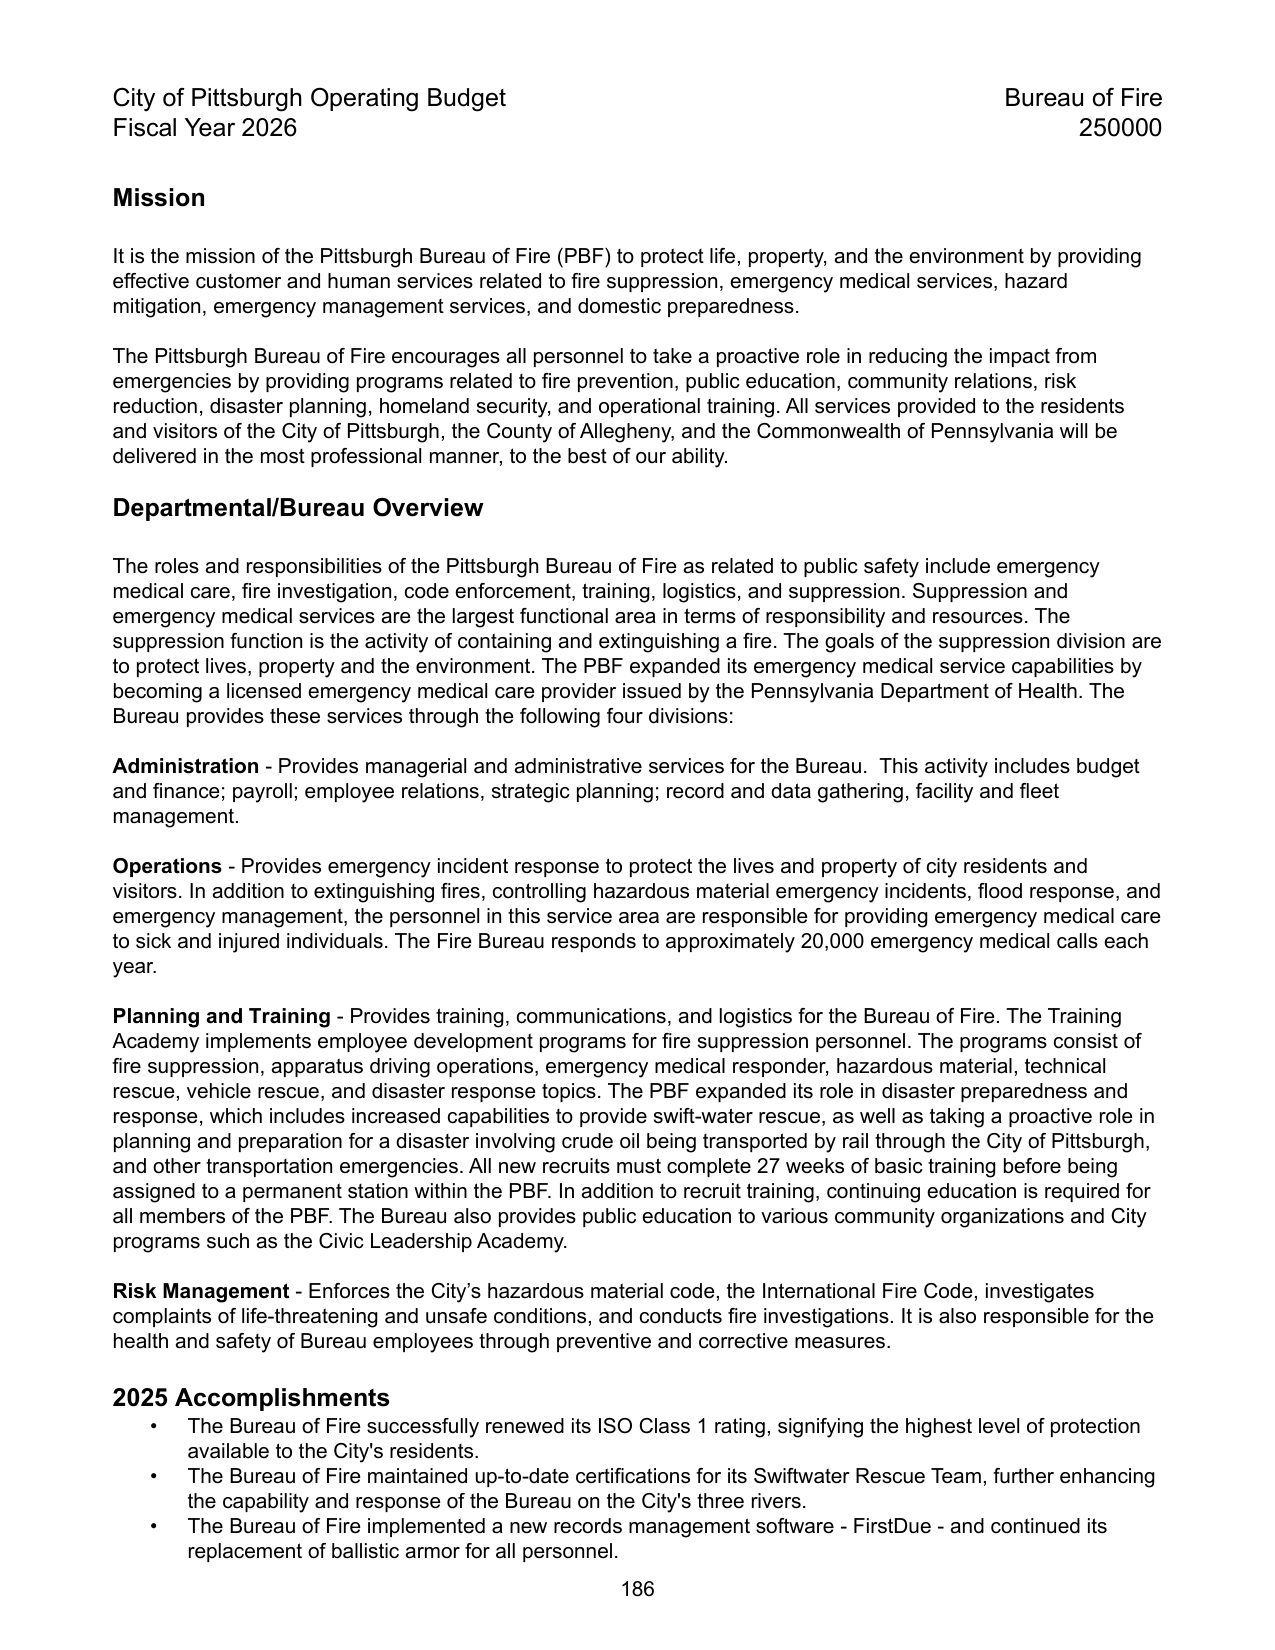 City of Pittsburgh Operating Budget
Fiscal Year 2026
Bureau of Fire
250000
Mission
It is the mission of the Pittsburgh Bureau of Fire (PBF) to protect life, property, and the environment by providing
effective customer and human services related to fire suppression, emergency medical services, hazard
mitigation, emergency management services, and domestic preparedness.
The Pittsburgh Bureau of Fire encourages all personnel to take a proactive role in reducing the impact from
emergencies by providing programs related to fire prevention, public education, community relations, risk
reduction, disaster planning, homeland security, and operational training. All services provided to the residents
and visitors of the City of Pittsburgh, the County of Allegheny, and the Commonwealth of Pennsylvania will be
delivered in the most professional manner, to the best of our ability.
Departmental/Bureau Overview
The roles and responsibilities of the Pittsburgh Bureau of Fire as related to public safety include emergency
medical care, fire investigation, code enforcement, training, logistics, and suppression. Suppression and
emergency medical services are the largest functional area in terms of responsibility and resources. The
suppression function is the activity of containing and extinguishing a fire. The goals of the suppression division are
to protect lives, property and the environment. The PBF expanded its emergency medical service capabilities by
becoming a licensed emergency medical care provider issued by the Pennsylvania Department of Health. The
Bureau provides these services through the following four divisions:
Administration - Provides managerial and administrative services for the Bureau.  This activity includes budget
and finance; payroll; employee relations, strategic planning; record and data gathering, facility and fleet
management.
Operations - Provides emergency incident response to protect the lives and property of city residents and
visitors. In addition to extinguishing fires, controlling hazardous material emergency incidents, flood response, and
emergency management, the personnel in this service area are responsible for providing emergency medical care
to sick and injured individuals. The Fire Bureau responds to approximately 20,000 emergency medical calls each
year.
Planning and Training - Provides training, communications, and logistics for the Bureau of Fire. The Training
Academy implements employee development programs for fire suppression personnel. The programs consist of
fire suppression, apparatus driving operations, emergency medical responder, hazardous material, technical
rescue, vehicle rescue, and disaster response topics. The PBF expanded its role in disaster preparedness and
response, which includes increased capabilities to provide swift-water rescue, as well as taking a proactive role in
planning and preparation for a disaster involving crude oil being transported by rail through the City of Pittsburgh,
and other transportation emergencies. All new recruits must complete 27 weeks of basic training before being
assigned to a permanent station within the PBF. In addition to recruit training, continuing education is required for
all members of the PBF. The Bureau also provides public education to various community organizations and City
programs such as the Civic Leadership Academy.
Risk Management - Enforces the City’s hazardous material code, the International Fire Code, investigates
complaints of life-threatening and unsafe conditions, and conducts fire investigations. It is also responsible for the
health and safety of Bureau employees through preventive and corrective measures.
2025 Accomplishments
• The Bureau of Fire successfully renewed its ISO Class 1 rating, signifying the highest level of protection
available to the City's residents.
• The Bureau of Fire maintained up-to-date certifications for its Swiftwater Rescue Team, further enhancing
the capability and response of the Bureau on the City's three rivers.
• The Bureau of Fire implemented a new records management software - FirstDue - and continued its
replacement of ballistic armor for all personnel.
186